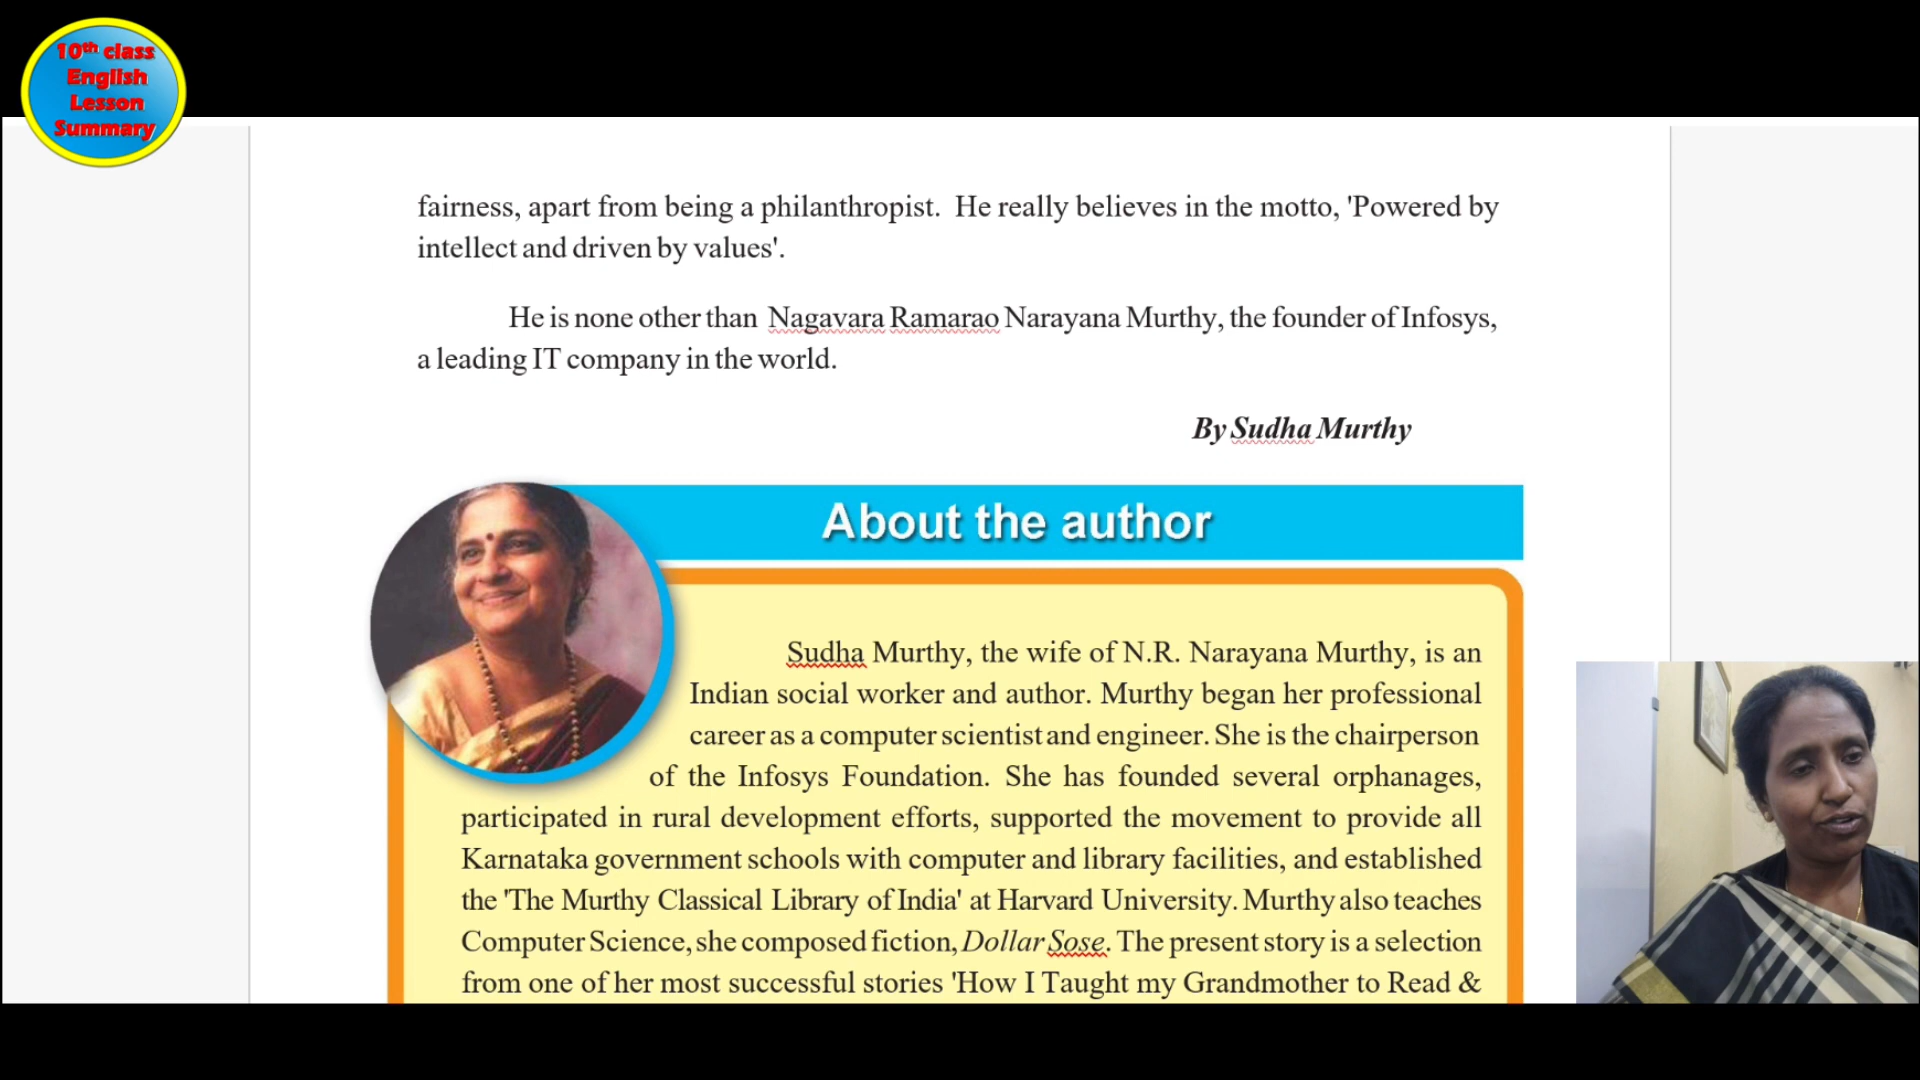 10th class
English
Lesson
Summary
fairness, apart from being a philanthropist. He really believes in the motto, 'Powered by
intellect and driven by values'.
He is none other than Nagavara Ramarao Narayana Murthy, the founder of Infosys,
a leading IT company in the world.
By Sudha Murthy
About the author
Sudha Murthy, the wife of N.R. Narayana Murthy, is an
Indian social worker and author. Murthy began her professional
career as a computer scientist and engineer. She is the chairperson
of the Infosys Foundation. She has founded several orphanages,
participated in rural development efforts, supported the movement to provide all
Karnataka government schools with computer and library facilities, and established
the 'The Murthy Classical Library of India' at Harvard University. Murthy also teaches
Computer Science, she composed fiction, Dollar Sose. The present story is a selection
from one of her most successful stories 'How I Taught my Grandmother to Read &